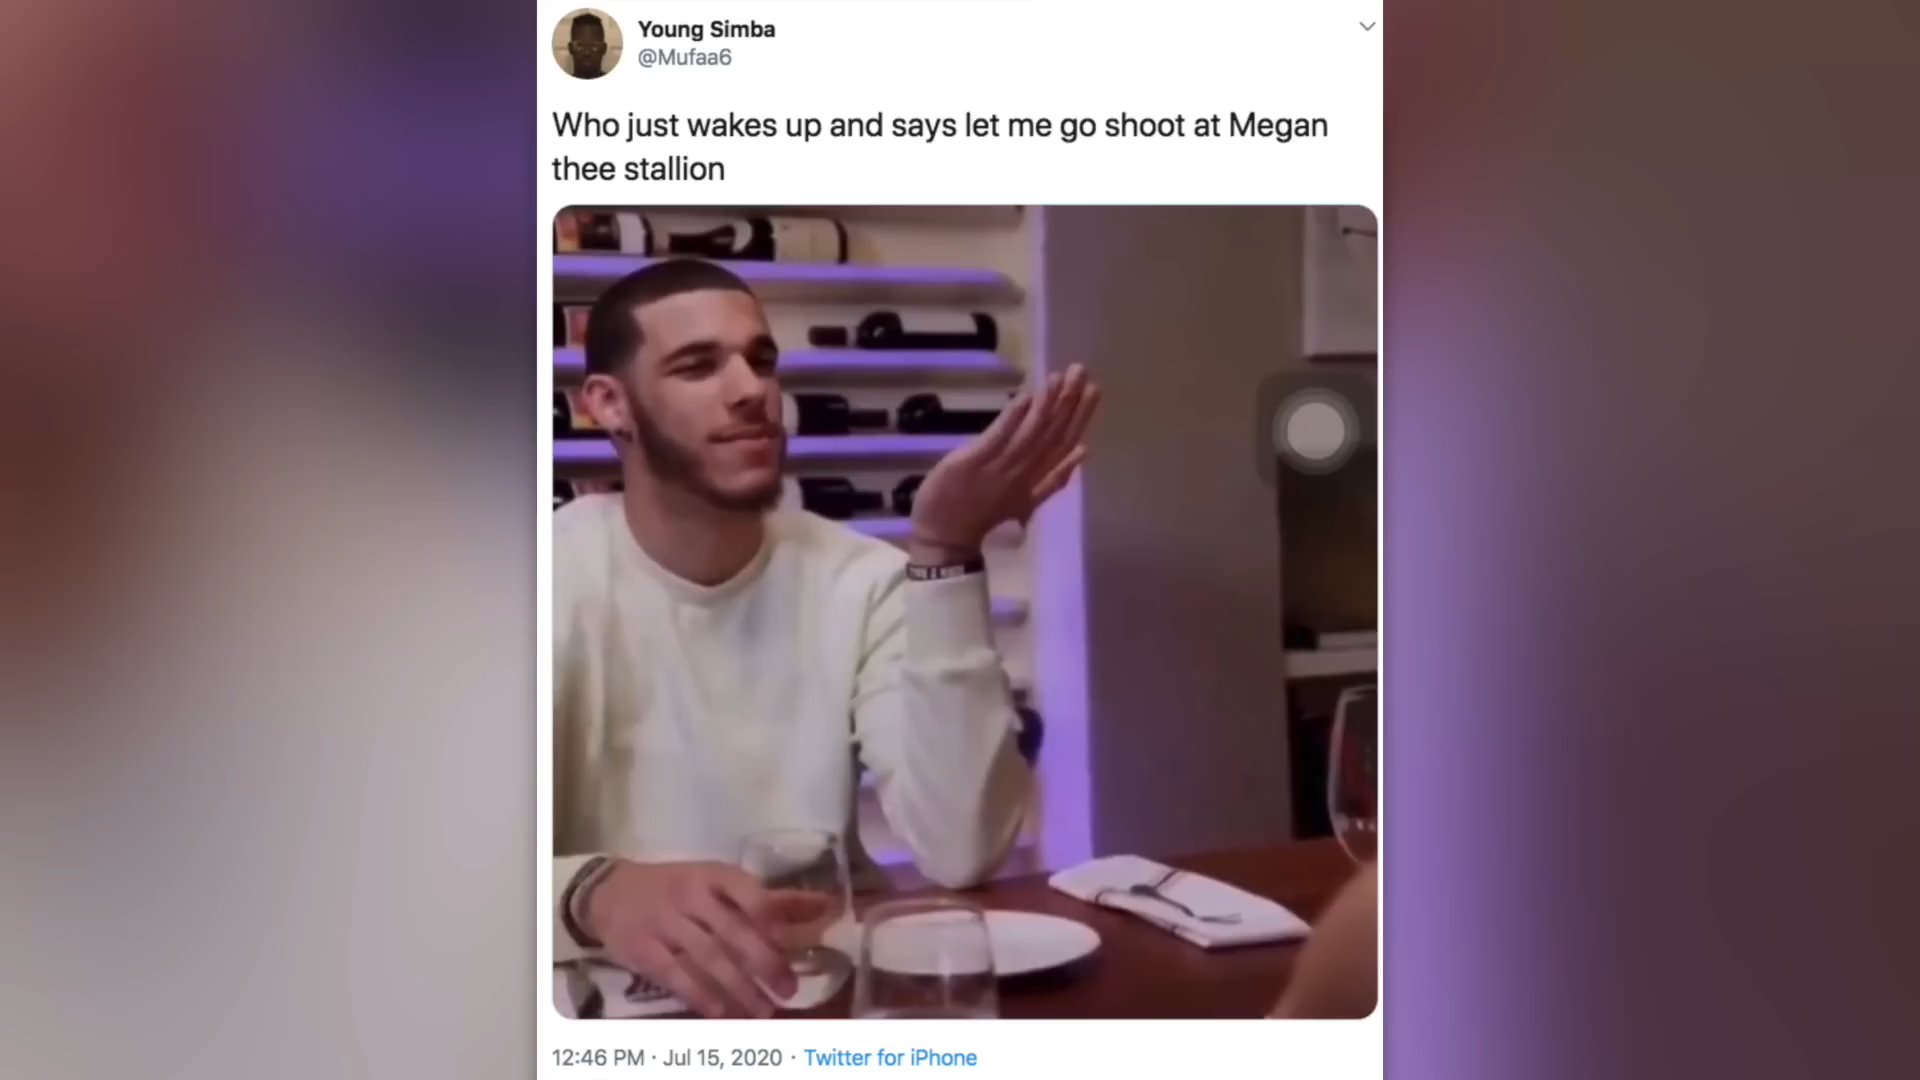 Young Simba
@Mufaa6
Who just wakes up and says let me go shoot at Megan
thee stallion
12:46 PM · Jul 15, 2020 · Twitter for iPhone